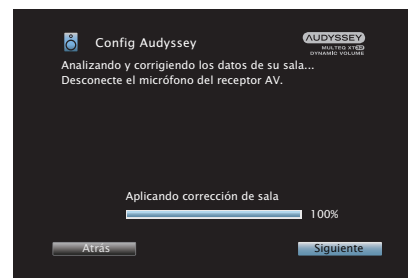 Config Audyssey
AUDYSSEY
MULTEQ XT32
DYNAMIC VOLUME
Analizando y corrigiendo los datos de su sala...
Desconecte el micrófono del receptor AV.
Aplicando corrección de sala
100%
Atrás
Siguiente